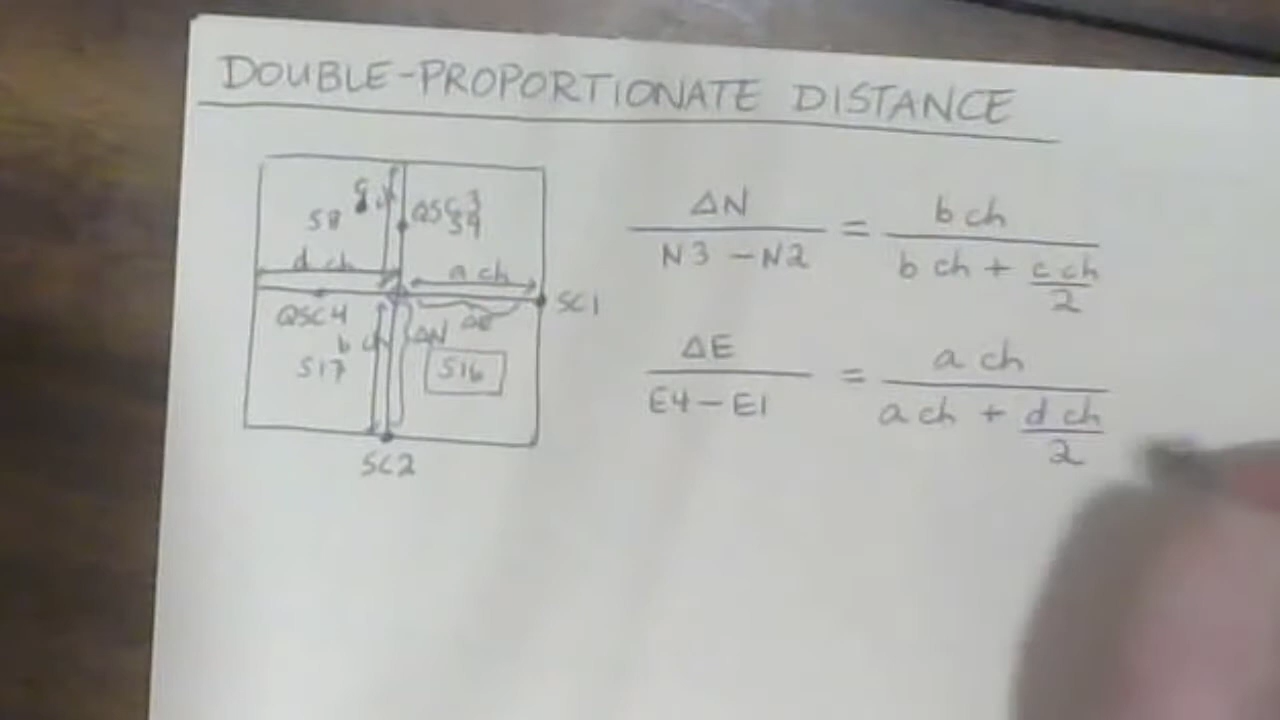 DOUBLE-PROPORTIONATE DISTANCE
S8
QSC3
S9
d ch
a ch
SC1
QSC4
ΔE
b ch
ΔN
S17
S16
SC2
ΔN / N3 - N2 = b ch / b ch + c ch / 2
ΔE / E4 - E1 = a ch / a ch + d ch / 2